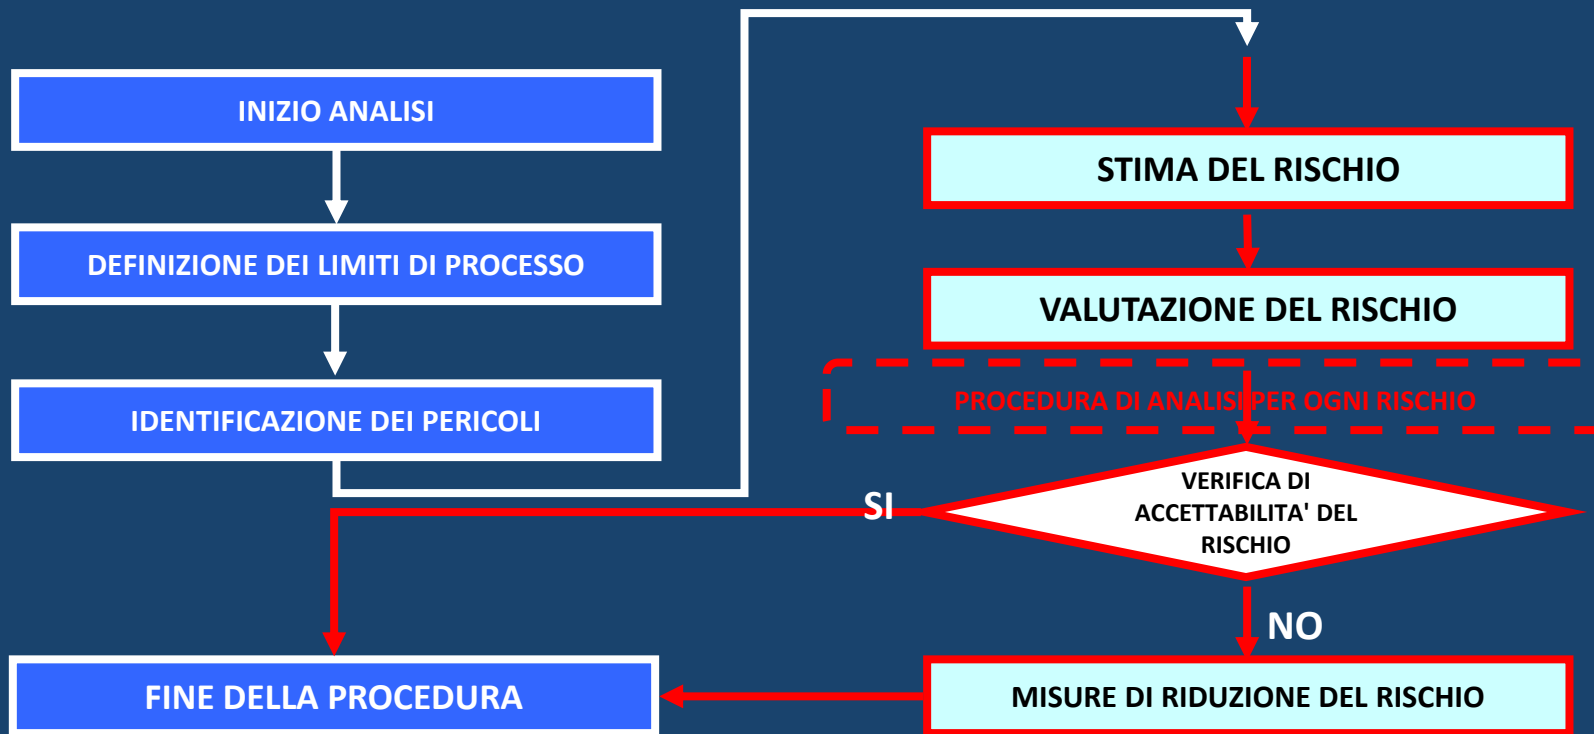 INIZIO ANALISI
DEFINIZIONE DEI LIMITI DI PROCESSO
IDENTIFICAZIONE DEI PERICOLI
STIMA DEL RISCHIO
VALUTAZIONE DEL RISCHIO
PROCEDURA DI ANALISI PER OGNI RISCHIO
VERIFICA DI
ACCETTABILITA' DEL
RISCHIO
SI
NO
MISURE DI RIDUZIONE DEL RISCHIO
FINE DELLA PROCEDURA